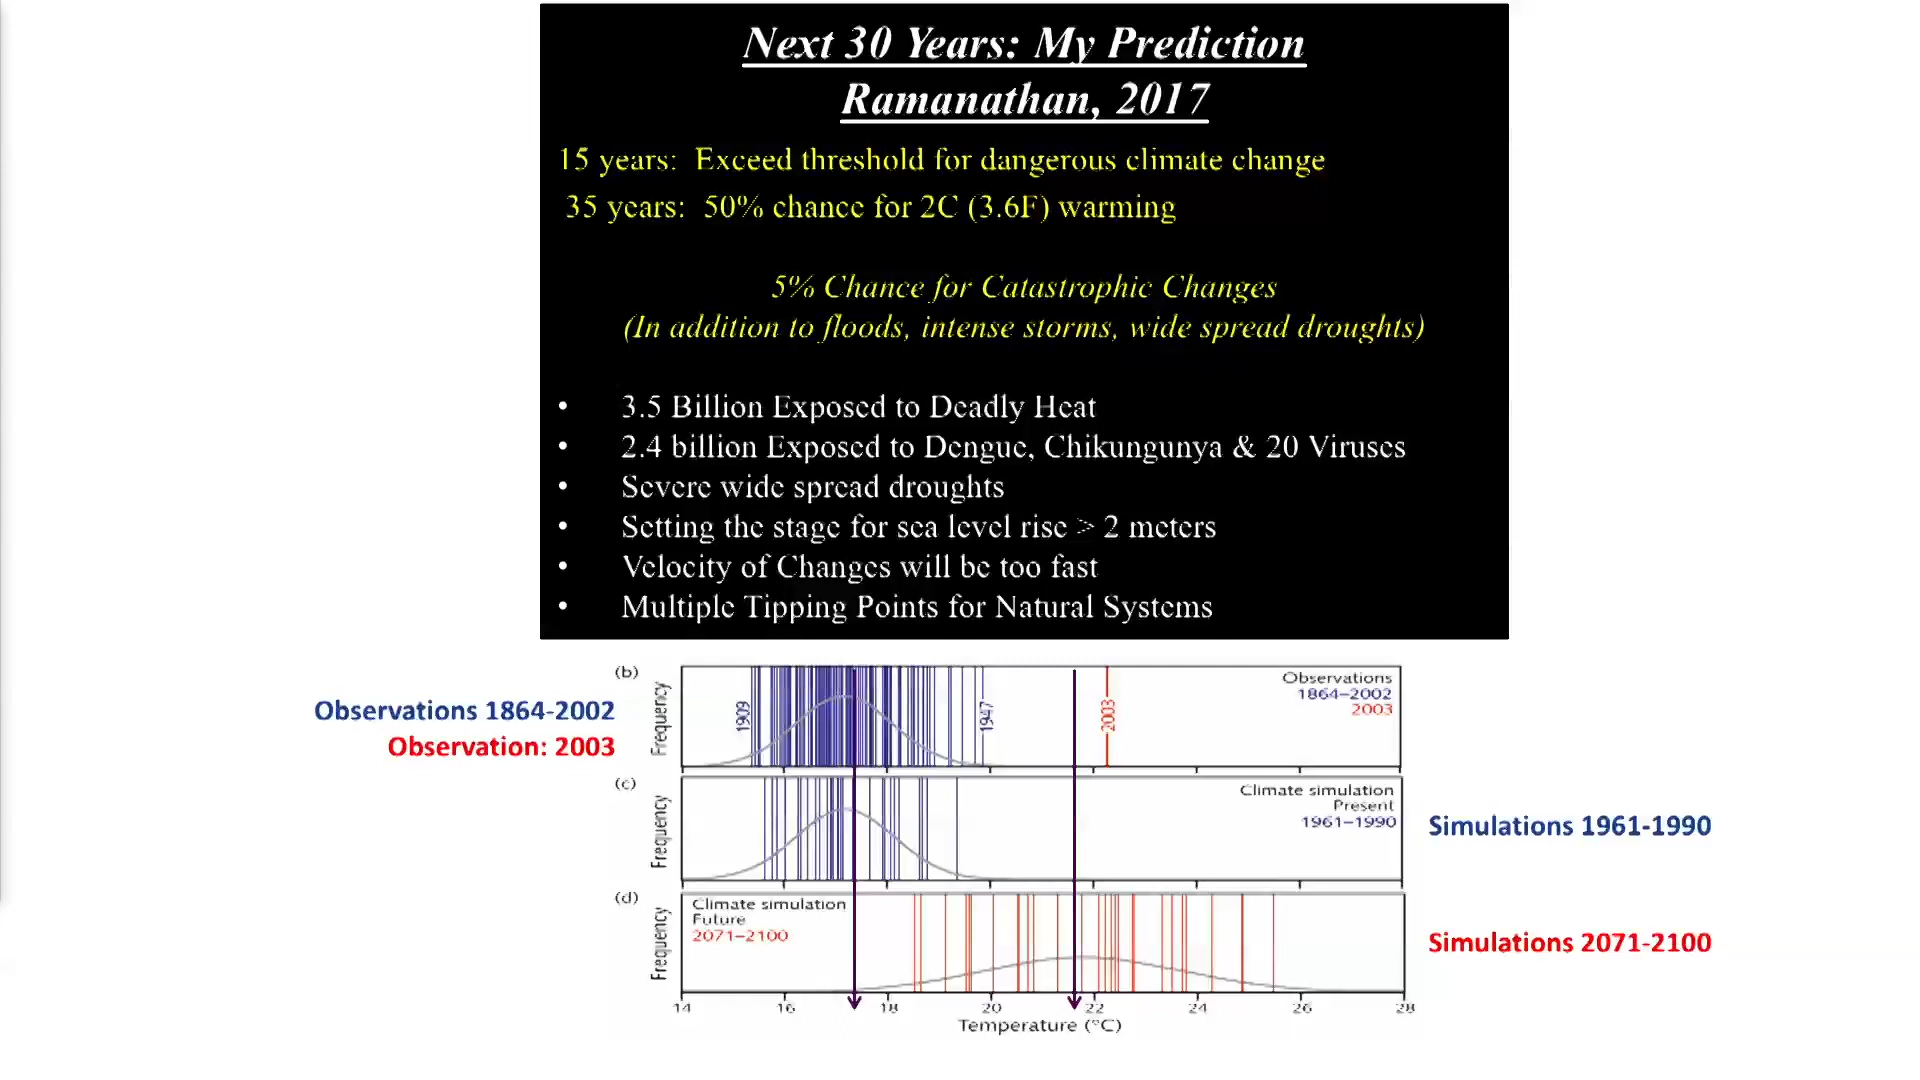 Next 30 Years: My Prediction
Ramanathan, 2017
15 years: Exceed threshold for dangerous climate change
35 years: 50% chance for 2C (3.6F) warming
5% Chance for Catastrophic Changes
(In addition to floods, intense storms, wide spread droughts)
• 3.5 Billion Exposed to Deadly Heat
• 2.4 billion Exposed to Dengue, Chikungunya & 20 Viruses
• Severe wide spread droughts
• Setting the stage for sea level rise > 2 meters
• Velocity of Changes will be too fast
• Multiple Tipping Points for Natural Systems
Observations 1864-2002
Observation: 2003
(b)
Frequency
1909
1947
2003
Observations
1864–2002
2003
(c)
Frequency
Climate simulation
Present
1961–1990
Simulations 1961-1990
(d)
Frequency
Climate simulation
Future
2071–2100
Simulations 2071-2100
14 16 18 20 22 24 26 28
Temperature (°C)